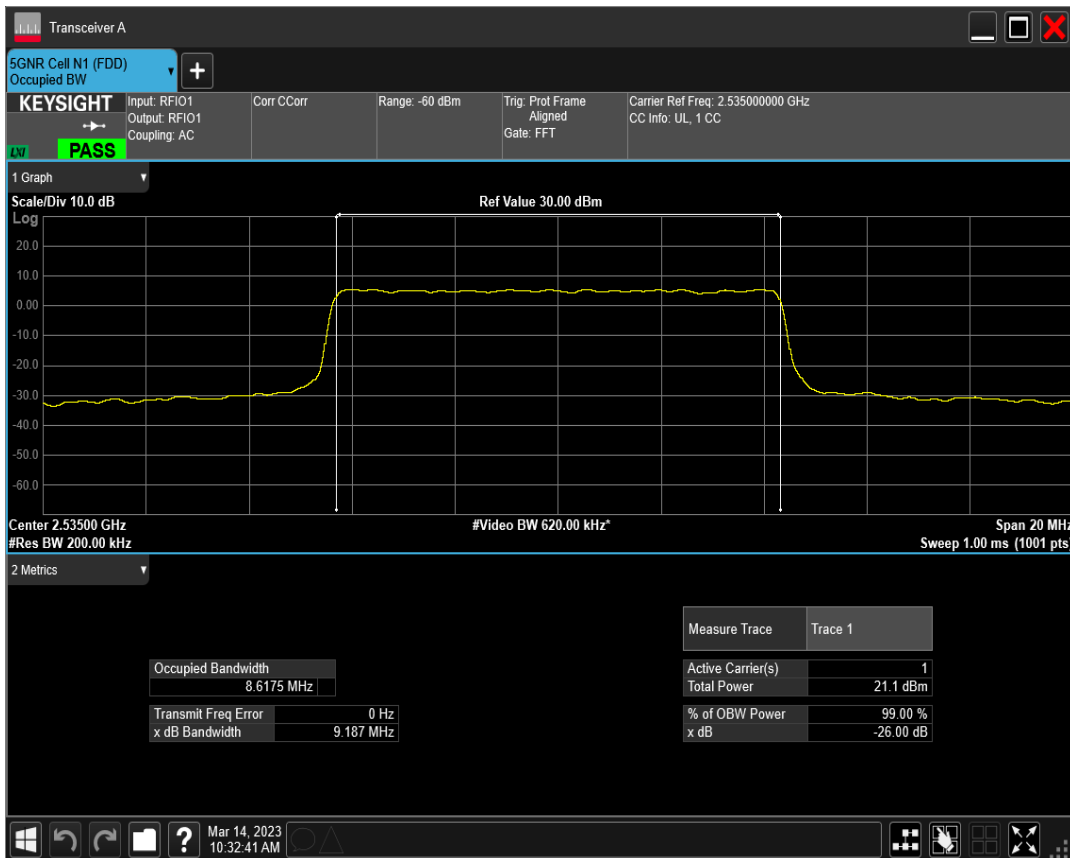 Transceiver A
5GNR Cell N1 (FDD)
Occupied BW
+
KEYSIGHT
LXI
PASS
Input: RFIO1
Output: RFIO1
Coupling: AC
Corr CCorr
Range: -60 dBm
Trig: Prot Frame
Aligned
Gate: FFT
Carrier Ref Freq: 2.535000000 GHz
CC Info: UL, 1 CC
1 Graph
Scale/Div 10.0 dB
Ref Value 30.00 dBm
Log
20.0
10.0
0.00
-10.0
-20.0
-30.0
-40.0
-50.0
-60.0
Center 2.53500 GHz
#Video BW 620.00 kHz*
Span 20 MHz
#Res BW 200.00 kHz
Sweep 1.00 ms (1001 pts)
2 Metrics
Measure Trace Trace 1
Occupied Bandwidth
8.6175 MHz
Active Carrier(s) 1
Total Power 21.1 dBm
Transmit Freq Error 0 Hz
x dB Bandwidth 9.187 MHz
% of OBW Power 99.00 %
x dB -26.00 dB
?
Mar 14, 2023
10:32:41 AM